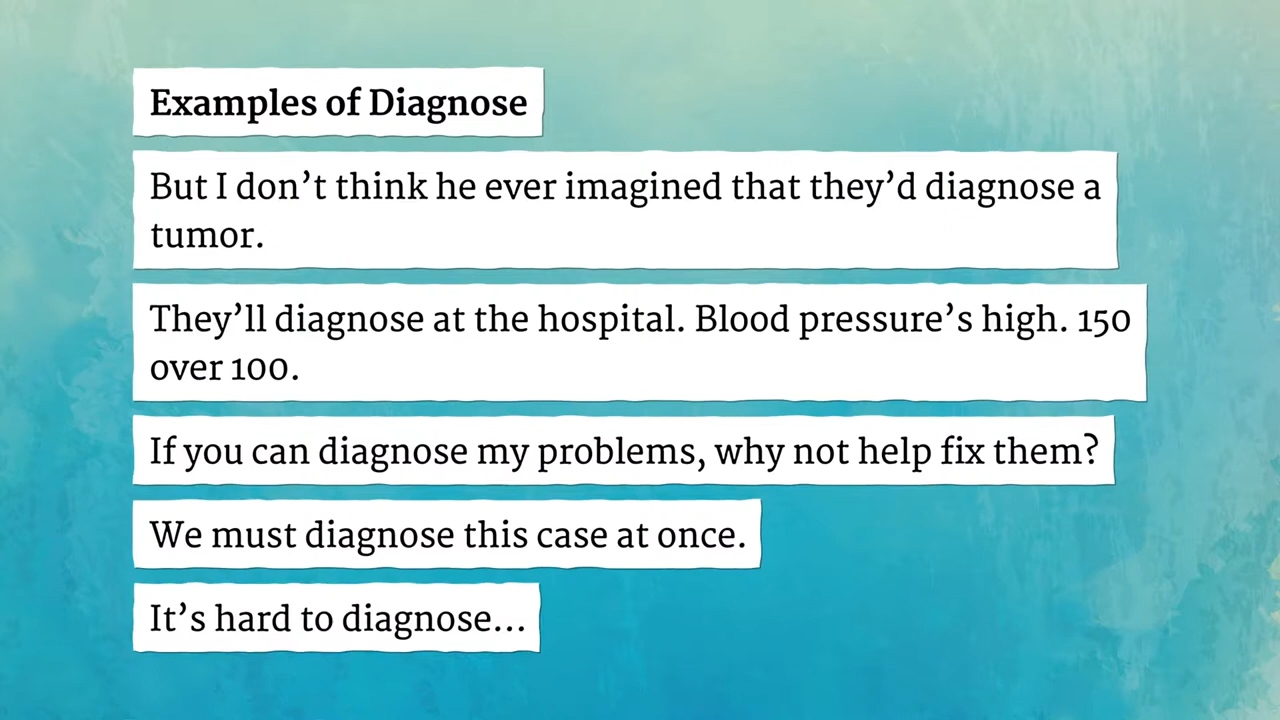 Examples of Diagnose
But I don’t think he ever imagined that they’d diagnose a
tumor.
They’ll diagnose at the hospital. Blood pressure’s high. 150
over 100.
If you can diagnose my problems, why not help fix them?
We must diagnose this case at once.
It’s hard to diagnose...